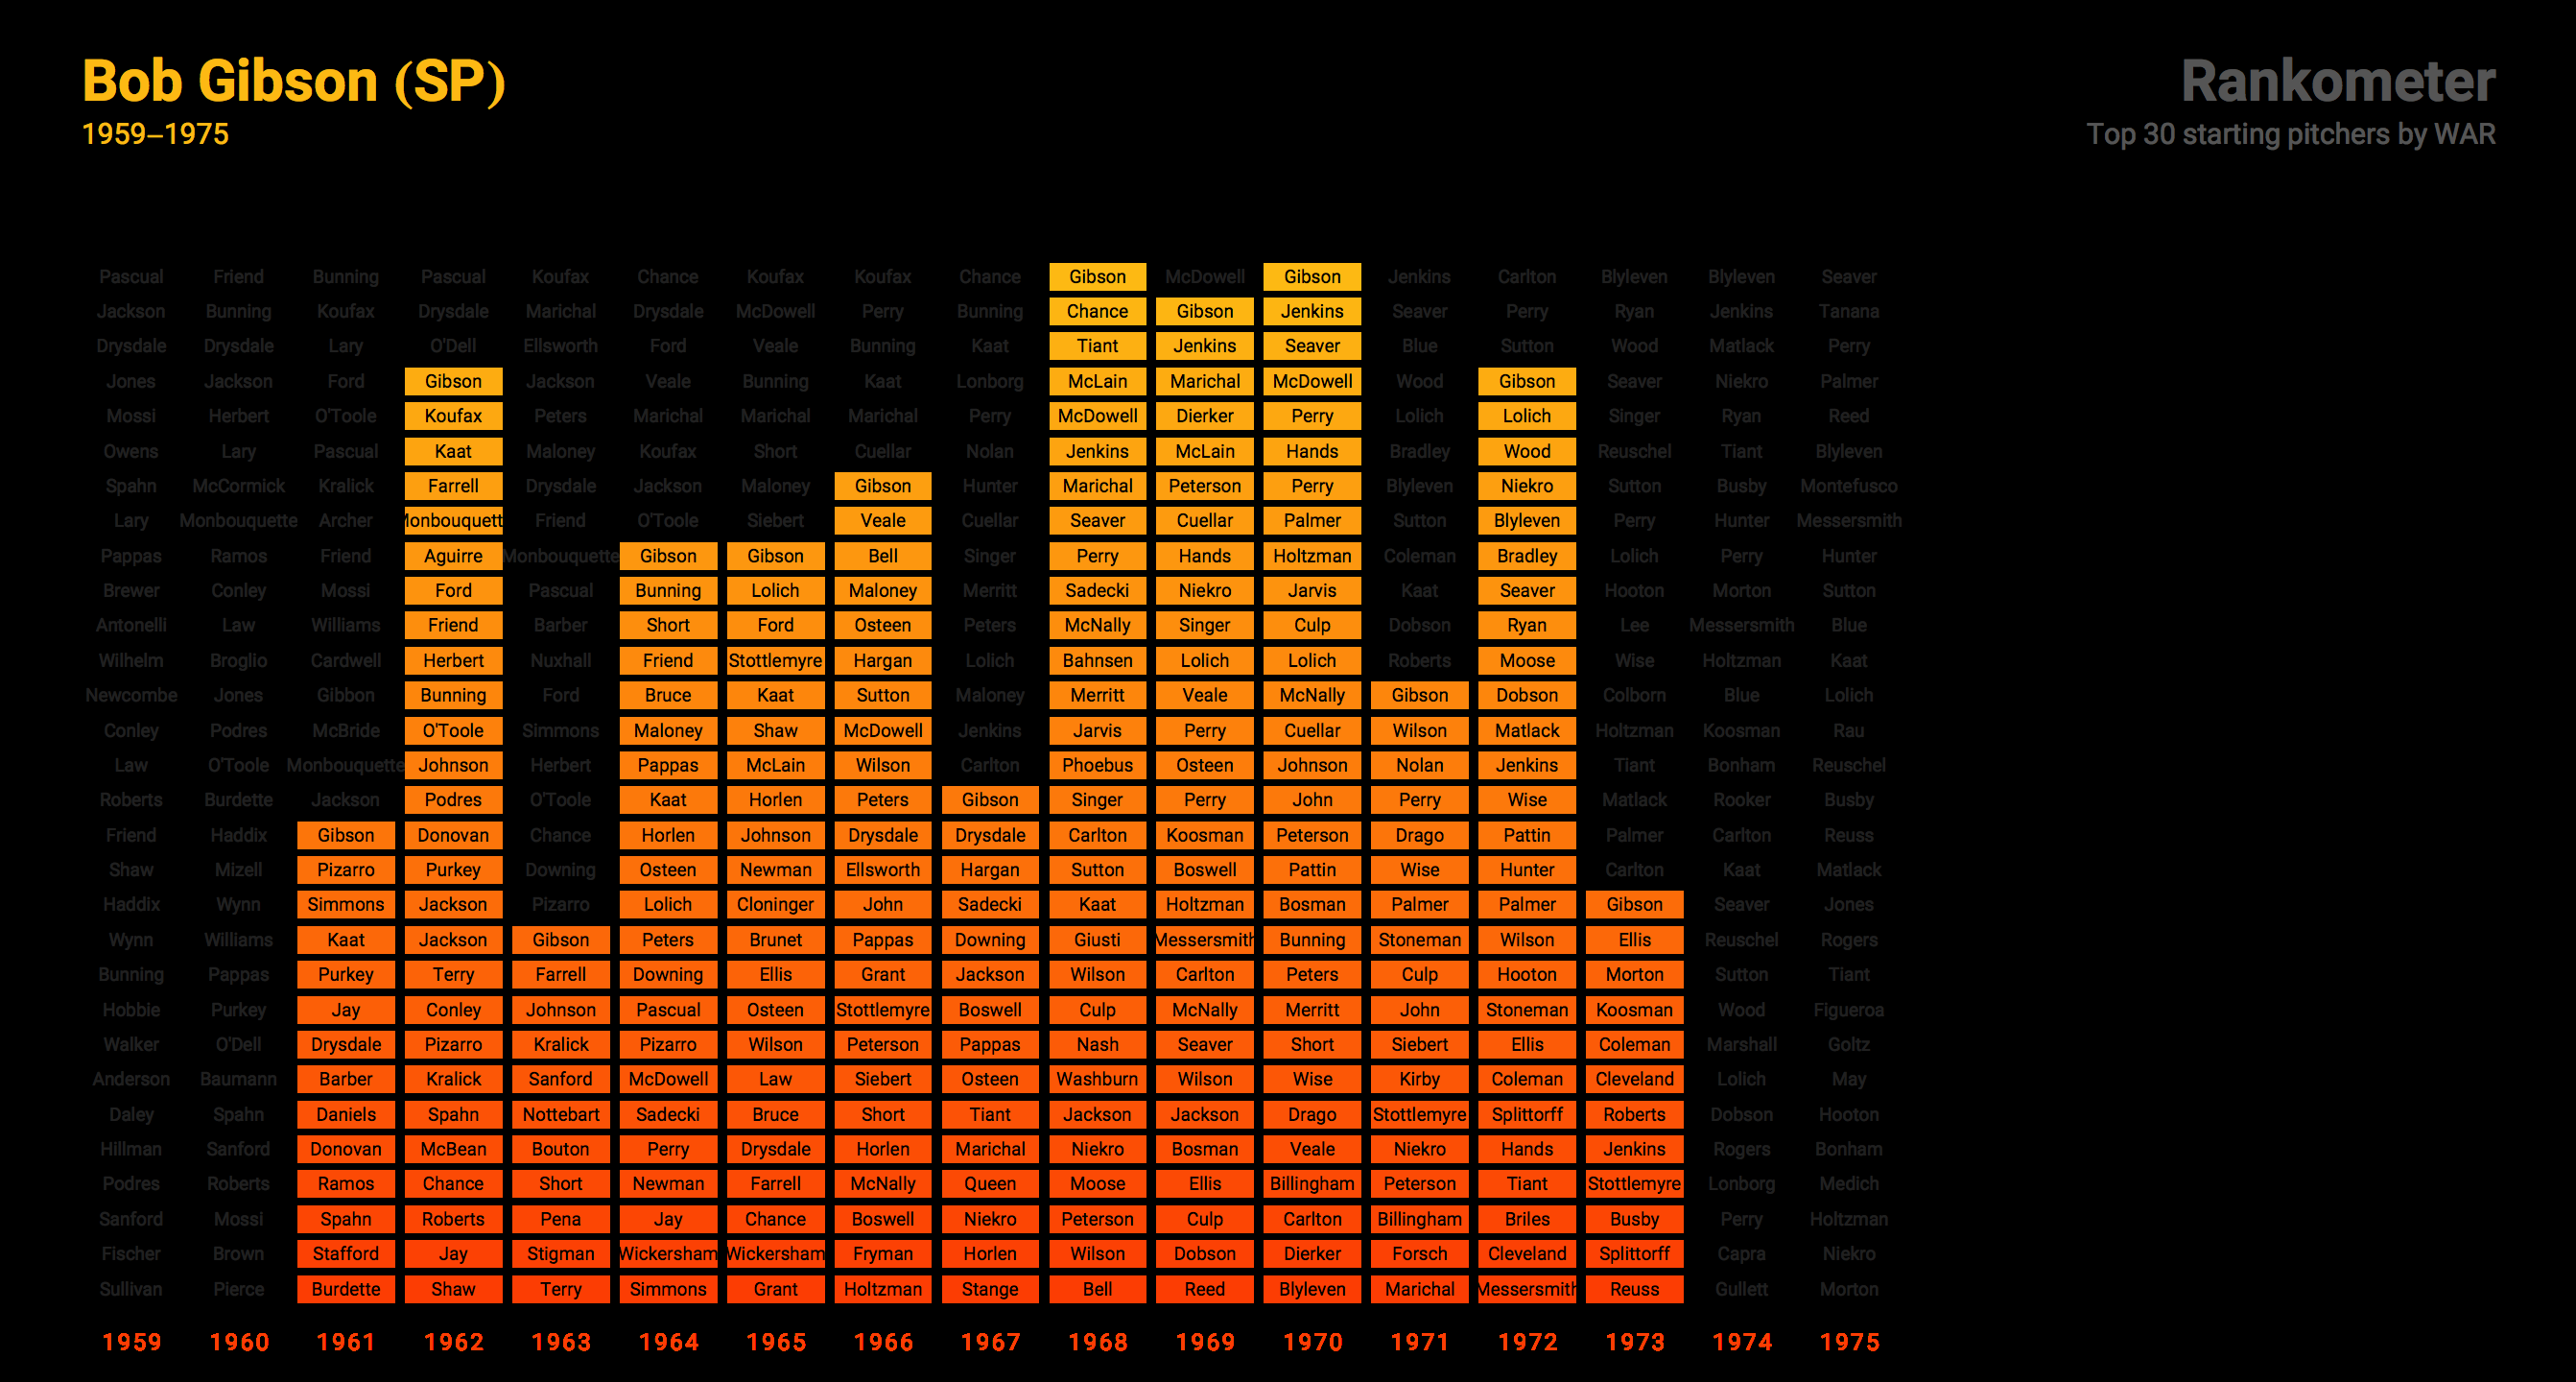 Bob Gibson (SP)
1959–1975
Rankometer
Top 30 starting pitchers by WAR
Pascual Friend Bunning Pascual Koufax Chance Koufax Koufax Chance Gibson McDowell Gibson Jenkins Carlton Blyleven Blyleven Seaver
Jackson Bunning Koufax Drysdale Marichal Drysdale McDowell Perry Bunning Chance Gibson Jenkins Seaver Perry Ryan Jenkins Tanana
Drysdale Drysdale Lary O'Dell Ellsworth Ford Veale Bunning Kaat Tiant Jenkins Seaver Blue Sutton Wood Matlack Perry
Jones Jackson Ford Gibson Jackson Veale Bunning Kaat Lonborg McLain Marichal McDowell Wood Gibson Seaver Niekro Palmer
Mossi Herbert O'Toole Koufax Peters Marichal Marichal Marichal Perry McDowell Dierker Perry Lolich Lolich Singer Ryan Reed
Owens Lary Pascual Kaat Maloney Koufax Short Cuellar Nolan Jenkins McLain Hands Bradley Wood Reuschel Tiant Blyleven
Spahn McCormick Kralick Farrell Drysdale Jackson Maloney Gibson Hunter Marichal Peterson Perry Blyleven Niekro Sutton Busby Montefusco
Lary Monbouquette Archer Monbouquett Friend O'Toole Siebert Veale Cuellar Seaver Cuellar Palmer Sutton Blyleven Perry Hunter Messersmith
Pappas Ramos Friend Aguirre Monbouquette Gibson Gibson Bell Singer Perry Hands Holtzman Coleman Bradley Lolich Perry Hunter
Brewer Conley Mossi Ford Pascual Bunning Lolich Maloney Merritt Sadecki Niekro Jarvis Kaat Seaver Hooton Morton Sutton
Antonelli Law Williams Friend Barber Short Ford Osteen Peters McNally Singer Culp Dobson Ryan Lee Messersmith Blue
Wilhelm Broglio Cardwell Herbert Nuxhall Friend Stottlemyre Hargan Lolich Bahnsen Lolich Lolich Roberts Moose Wise Holtzman Kaat
Newcombe Jones Gibbon Bunning Ford Bruce Kaat Sutton Maloney Merritt Veale McNally Gibson Dobson Colborn Blue Lolich
Conley Podres McBride O'Toole Simmons Maloney Shaw McDowell Jenkins Jarvis Perry Cuellar Wilson Matlack Holtzman Koosman Rau
Law O'Toole Monbouquette Johnson Herbert Pappas McLain Wilson Carlton Phoebus Osteen Johnson Nolan Jenkins Tiant Bonham Reuschel
Roberts Burdette Jackson Podres O'Toole Kaat Horlen Peters Gibson Singer Perry John Perry Wise Matlack Rooker Busby
Friend Haddix Gibson Donovan Chance Horlen Johnson Drysdale Drysdale Carlton Koosman Peterson Drago Pattin Palmer Carlton Reuss
Shaw Mizell Pizarro Purkey Downing Osteen Newman Ellsworth Hargan Sutton Boswell Pattin Wise Hunter Carlton Kaat Matlack
Haddix Wynn Simmons Jackson Pizarro Lolich Cloninger John Sadecki Kaat Holtzman Bosman Palmer Palmer Gibson Seaver Jones
Wynn Williams Kaat Jackson Gibson Peters Brunet Pappas Downing Giusti Messersmith Bunning Stoneman Wilson Ellis Reuschel Rogers
Bunning Pappas Purkey Terry Farrell Downing Ellis Grant Jackson Wilson Carlton Peters Culp Hooton Morton Sutton Tiant
Hobbie Purkey Jay Conley Johnson Pascual Osteen Stottlemyre Boswell Culp McNally Merritt John Stoneman Koosman Wood Figueroa
Walker O'Dell Drysdale Pizarro Kralick Pizarro Wilson Peterson Pappas Nash Seaver Short Siebert Ellis Coleman Marshall Goltz
Anderson Baumann Barber Kralick Sanford McDowell Law Siebert Osteen Washburn Wilson Wise Kirby Coleman Cleveland Lolich May
Daley Spahn Daniels Spahn Nottebart Sadecki Bruce Short Tiant Jackson Jackson Drago Stottlemyre Splittorff Roberts Dobson Hooton
Hillman Sanford Donovan McBean Bouton Perry Drysdale Horlen Marichal Niekro Bosman Veale Niekro Hands Jenkins Rogers Bonham
Podres Roberts Ramos Chance Short Newman Farrell McNally Queen Moose Ellis Billingham Peterson Tiant Stottlemyre Lonborg Medich
Sanford Mossi Spahn Roberts Pena Jay Chance Boswell Niekro Peterson Culp Carlton Billingham Briles Busby Perry Holtzman
Fischer Brown Stafford Jay Stigman Wickersham Wickersham Fryman Horlen Wilson Dobson Dierker Forsch Cleveland Splittorff Capra Niekro
Sullivan Pierce Burdette Shaw Terry Simmons Grant Holtzman Stange Bell Reed Blyleven Marichal Messersmith Reuss Gullett Morton
1959 1960 1961 1962 1963 1964 1965 1966 1967 1968 1969 1970 1971 1972 1973 1974 1975